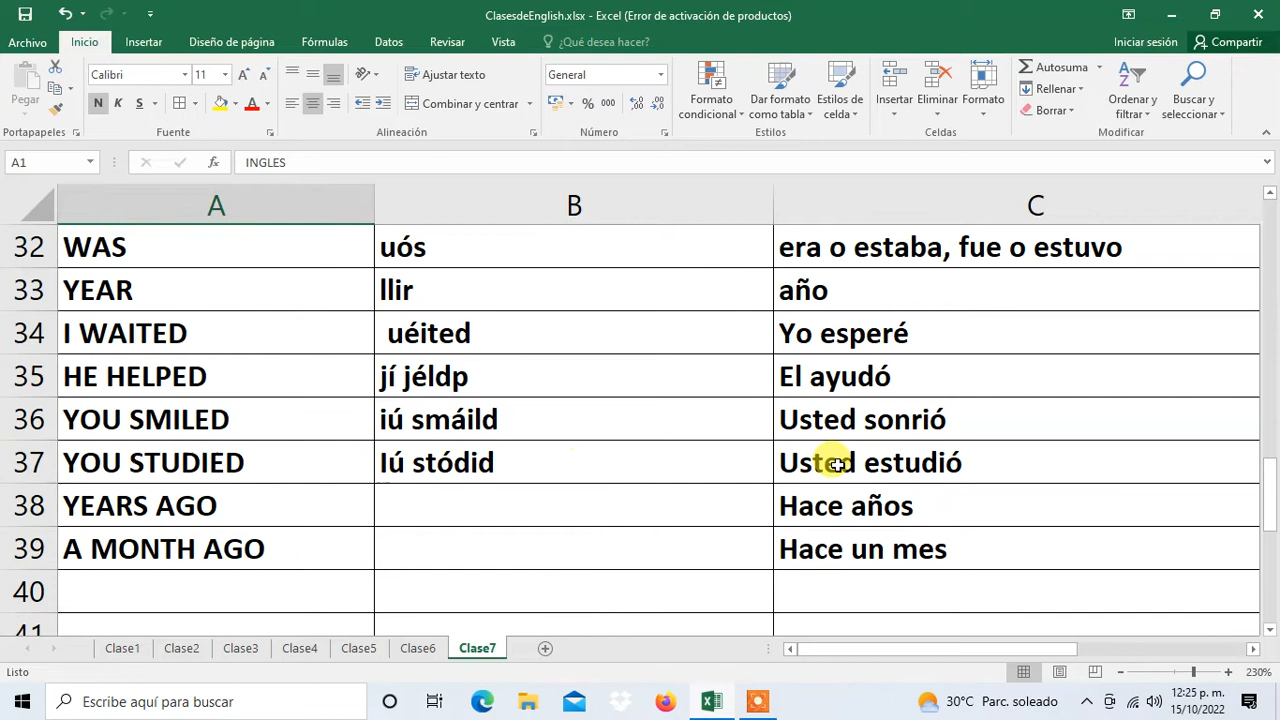 ClasesdeEnglish.xlsx - Excel (Error de activación de productos)
Archivo Inicio Insertar Diseño de página Fórmulas Datos Revisar Vista ¿Qué desea hacer? Iniciar sesión Compartir
Pegar Calibri 11 Ajustar texto General Formato condicional Dar formato como tabla Estilos de celda Insertar Eliminar Formato Autosuma Ordenar y filtrar Buscar y seleccionar
N K S Combinar y centrar % 000 Rellenar
Borrar
Portapapeles Fuente Alineación Número Estilos Celdas Modificar
A1 fx INGLES
A B C
32 WAS uós era o estaba, fue o estuvo
33 YEAR llir año
34 I WAITED uéited Yo esperé
35 HE HELPED jí jéldp El ayudó
36 YOU SMILED iú smáild Usted sonrió
37 YOU STUDIED Iú stódid Usted estudió
38 YEARS AGO Hace años
39 A MONTH AGO Hace un mes
40
41
Clase1 Clase2 Clase3 Clase4 Clase5 Clase6 Clase7
Listo 230%
Escribe aquí para buscar 30°C Parc. soleado 12:25 p. m.
15/10/2022